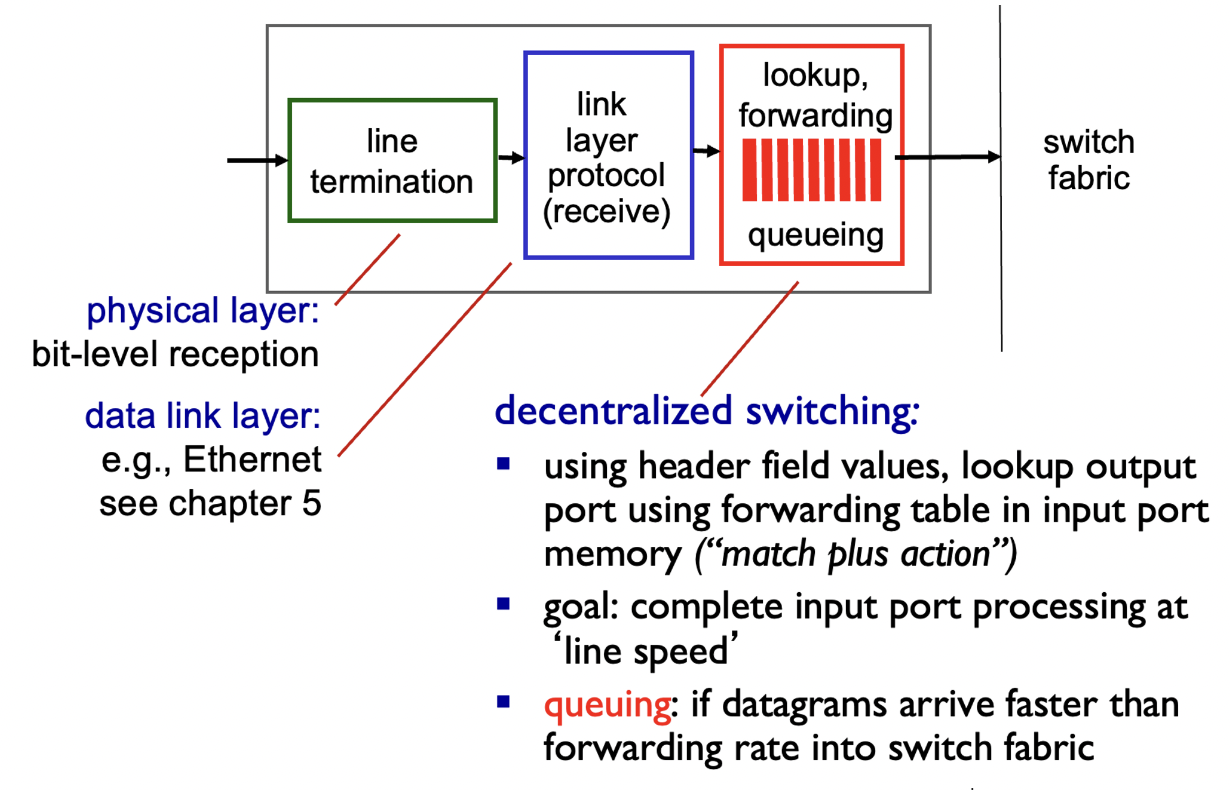 line
termination
link
layer
protocol
(receive)
lookup,
forwarding
queueing
switch
fabric
physical layer:
bit-level reception
data link layer:
e.g., Ethernet
see chapter 5
decentralized switching:
▪ using header field values, lookup output
port using forwarding table in input port
memory (“match plus action”)
▪ goal: complete input port processing at
‘line speed’
▪ queuing: if datagrams arrive faster than
forwarding rate into switch fabric